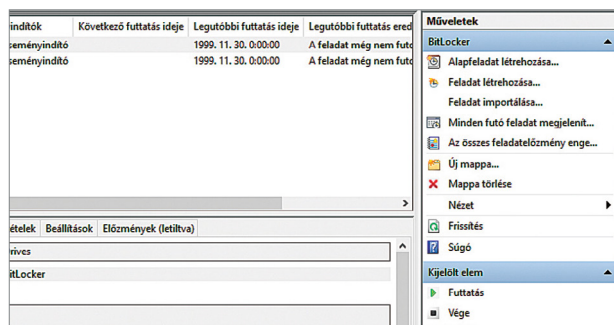 indítók Következő futtatás ideje Legutóbbi futtatás ideje Legutóbbi futtatás ered
seményindító 1999. 11. 30. 0:00:00 A feladat még nem futo
seményindító 1999. 11. 30. 0:00:00 A feladat még nem futo
ételek Beállítások Előzmények (letiltva)
rives
itLocker
Műveletek
BitLocker
Alapfeladat létrehozása...
Feladat létrehozása...
Feladat importálása...
Minden futó feladat megjelenít...
Az összes feladatelőzmény enge...
Új mappa...
Mappa törlése
Nézet
Frissítés
Súgó
Kijelölt elem
Futtatás
Vége